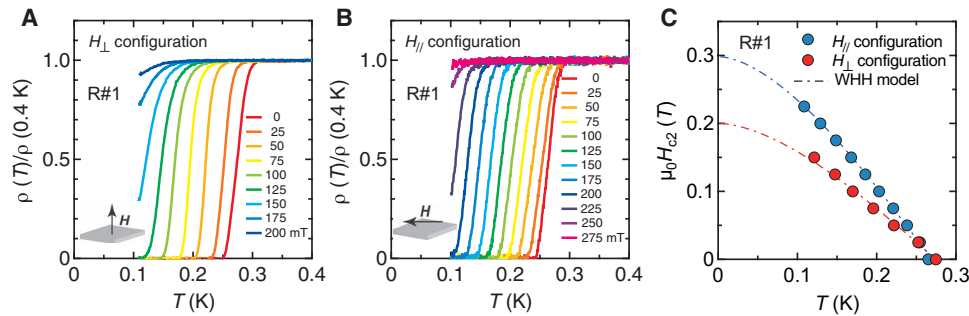 A
H⊥ configuration
R#1
ρ (T)/ρ (0.4 K)
1.0
0.5
0
0
25
50
75
100
125
150
175
200 mT
H
0.1
0.2
0.3
0.4
T (K)
B
H// configuration
R#1
ρ (T)/ρ (0.4 K)
1.0
0.5
0
0
25
50
75
100
125
150
175
200
225
250
275 mT
H
0
0.1
0.2
0.3
0.4
T (K)
C
R#1
H// configuration
H⊥ configuration
WHH model
μ0Hc2 (T)
0.3
0.2
0.1
0
0
0.1
0.2
0.3
T (K)